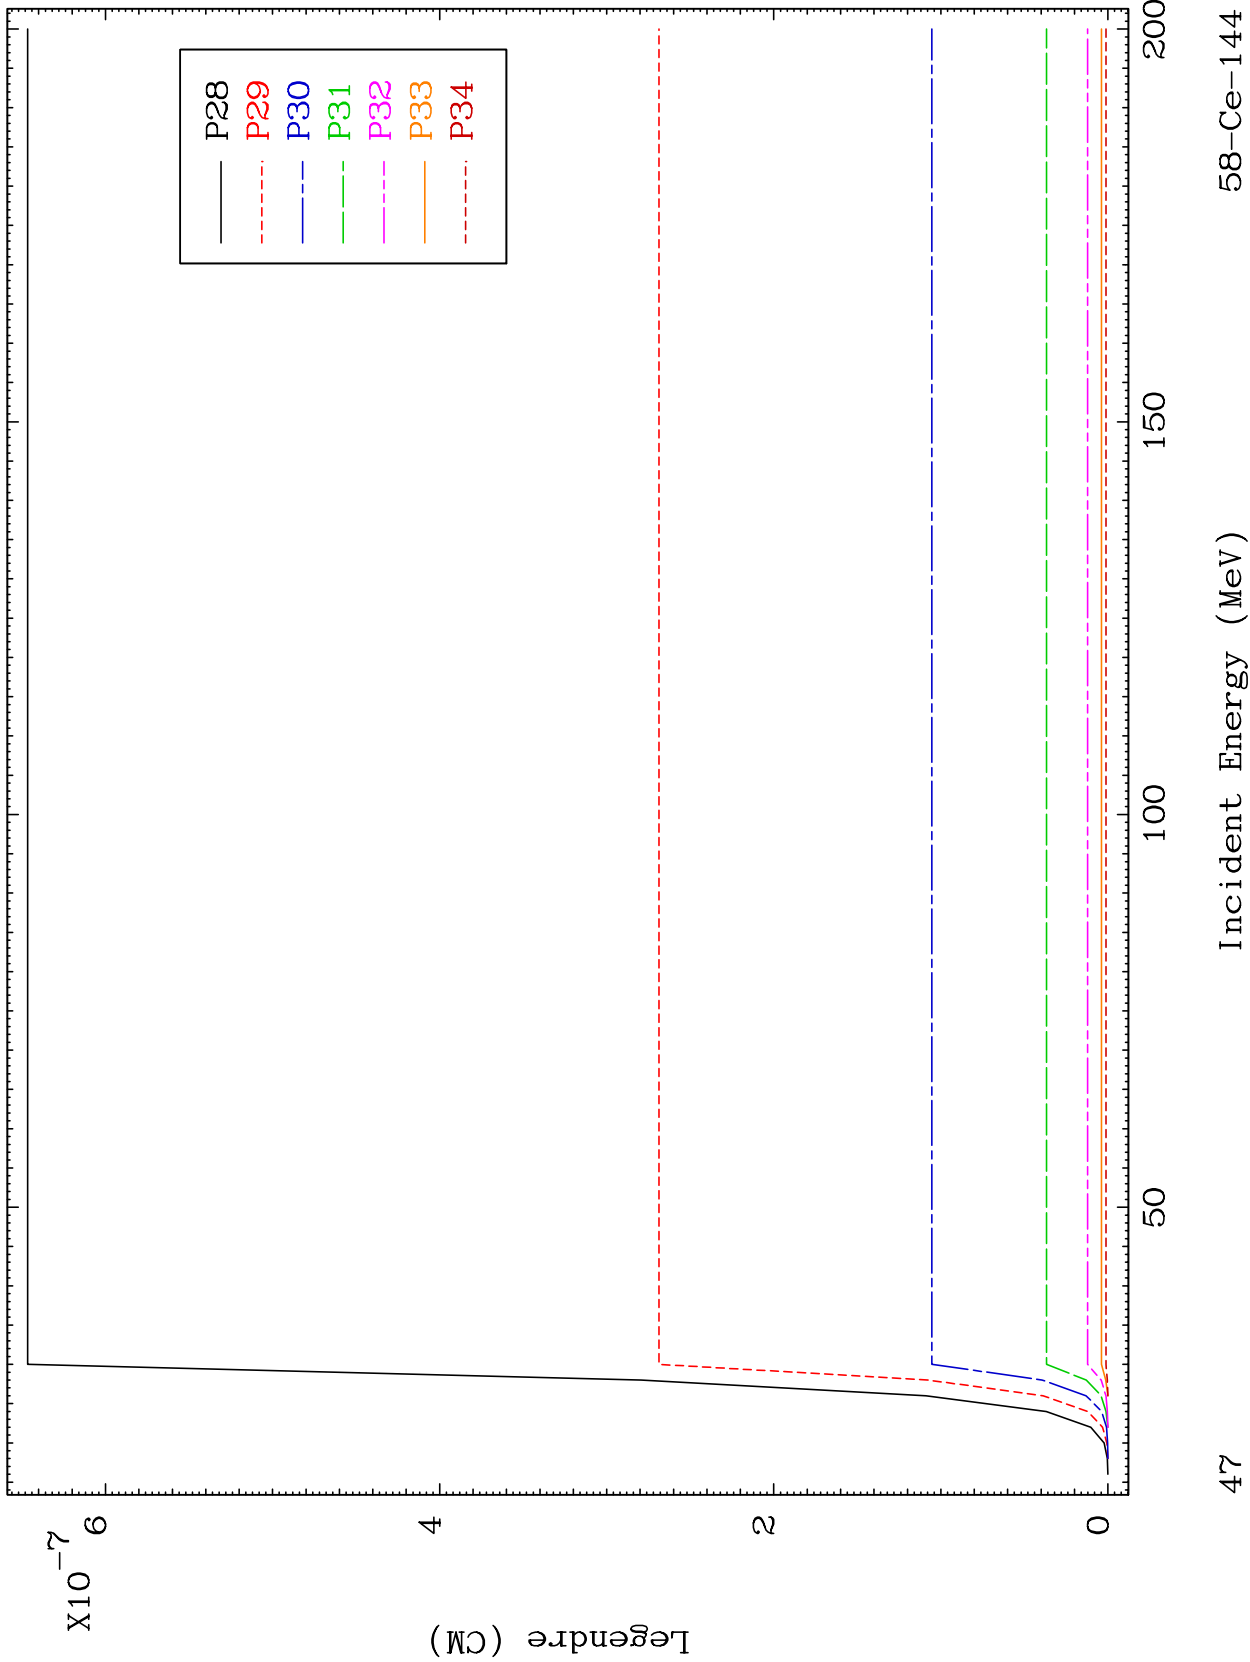 X10-7
6
4
2
0
Legendre (CM)
P28
P29
P30
P31
P32
P33
P34
50
100
150
200
47
Incident Energy (MeV)
58-Ce-144